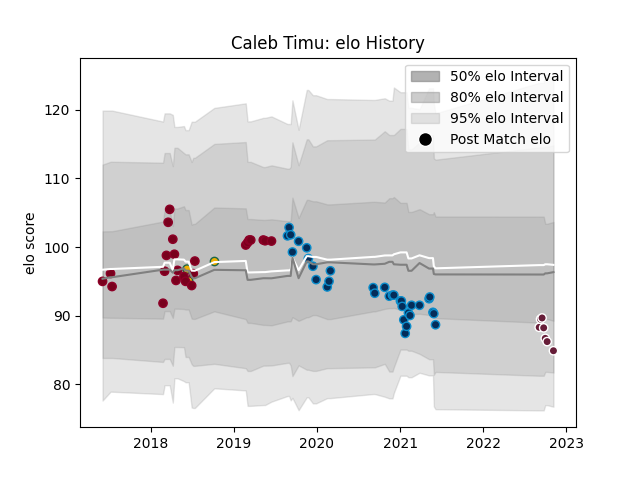 Caleb Timu: elo History
50% elo Interval
80% elo Interval
95% elo Interval
Post Match elo
elo score
120
110
100
90
80
2018
2019
2020
2021
2022
2023